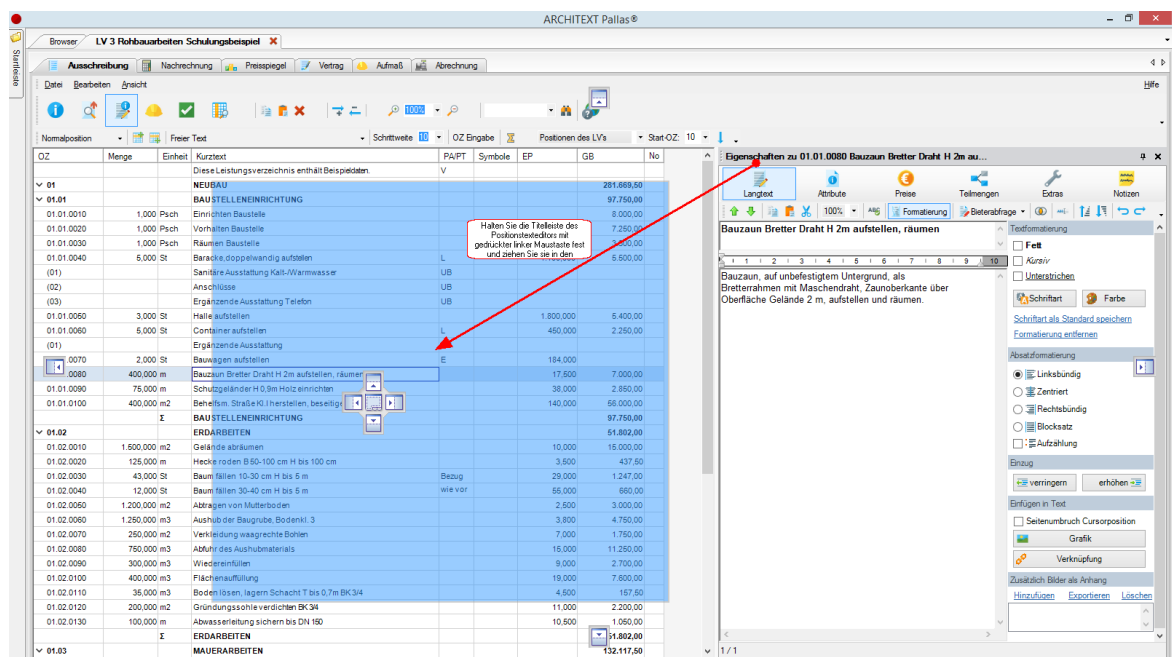 ARCHITEXT Pallas®
Startleiste
Browser LV 3 Rohbauarbeiten Schulungsbeispiel
Ausschreibung Nachrechnung Preisspiegel Vertrag Aufmaß Abrechnung
Datei Bearbeiten Ansicht Hilfe
100%
Normalposition Freier Text Schrittweite 10 OZ Eingabe Positionen des LV's Start-OZ: 10
OZ Menge Einheit Kurztext PA/PT Symbole EP GB No
Diese Leistungsverzeichnis enthält Beispieldaten. V
01 NEUBAU 281.669,50
01.01 BAUSTELLENEINRICHTUNG 97.750,00
01.01.0010 1,000 Psch Einrichten Baustelle 8.000,00
01.01.0020 1,000 Psch Vorhalten Baustelle 7.250,00
01.01.0030 1,000 Psch Räumen Baustelle 00,00
01.01.0040 5,000 St Baracke,doppelwandig aufstellen L 5.500,00
(01) Sanitäre Ausstattung Kalt-/Warmwasser UB
(02) Anschlüsse UB
(03) Ergänzende Ausstattung Telefon UB
01.01.0050 3,000 St Halle aufstellen 1.800,000 5.400,00
01.01.0060 5,000 St Container aufstellen L 450,000 2.250,00
(01) Ergänzende Ausstattung
.0070 2,000 St Bauwagen aufstellen E 184,000
.0080 400,000 m Bauzaun Bretter Draht H 2m aufstellen, räumen 17,500 7.000,00
01.01.0090 75,000 m Schutzgeländer H 0,9m Holz einrichten 38,000 2.850,00
01.01.0100 400,000 m2 Behelfsm. Straße Kl.I herstellen, beseitige 140,000 56.000,00
Σ BAUSTELLENEINRICHTUNG 97.750,00
01.02 ERDARBEITEN 51.802,00
01.02.0010 1.500,000 m2 Gelände abräumen 10,000 15.000,00
01.02.0020 125,000 m Hecke roden B 50-100 cm H bis 100 cm 3,500 437,50
01.02.0030 43,000 St Baum fällen 10-30 cm H bis 5 m Bezug 29,000 1.247,00
01.02.0040 12,000 St Baum fällen 30-40 cm H bis 5 m wie vor 55,000 660,00
01.02.0050 1.200,000 m2 Abtragen von Mutterboden 2,500 3.000,00
01.02.0060 1.250,000 m3 Aushub der Baugrube, Bodenkl. 3 3,800 4.750,00
01.02.0070 250,000 m2 Verkleidung waagrechte Bohlen 7,000 1.750,00
01.02.0080 750,000 m3 Abfuhr des Aushubmaterials 15,000 11.250,00
01.02.0090 300,000 m3 Wiedereinfüllen 9,000 2.700,00
01.02.0100 400,000 m3 Flächenauffüllung 19,000 7.600,00
01.02.0110 35,000 m3 Boden lösen, lagern Schacht T bis 0,7m BK 3/4 4,500 157,50
01.02.0120 200,000 m2 Gründungssohle verdichten BK 3/4 11,000 2.200,00
01.02.0130 100,000 m Abwasserleitung sichern bis DN 150 10,500 1.050,00
Σ ERDARBEITEN 51.802,00
01.03 MAUERARBEITEN 132.117,50
Halten Sie die Titelleiste des
Positionstexteditors mit
gedrückter linker Maustaste fest
und ziehen Sie sie in den
Eigenschaften zu 01.01.0080 Bauzaun Bretter Draht H 2m au...
Langtext Attribute Preise Teilmengen Extras Notizen
100% ABC Formatierung Bieterabfrage
Bauzaun Bretter Draht H 2m aufstellen, räumen
1 2 3 4 5 6 7 8 9 10
Bauzaun, auf unbefestigtem Untergrund, als
Bretterrahmen mit Maschendraht, Zaunoberkante über
Oberfläche Gelände 2 m, aufstellen und räumen.
1 / 1
Textformatierung
Fett
Kursiv
Unterstrichen
Schriftart Farbe
Schriftart als Standard speichern
Formatierung entfernen
Absatzformatierung
Linksbündig
Zentriert
Rechtsbündig
Blocksatz
Aufzählung
Einzug
verringern erhöhen
Einfügen in Text
Seitenumbruch Cursorposition
Grafik
Verknüpfung
Zusätzlich Bilder als Anhang
Hinzufügen Exportieren Löschen